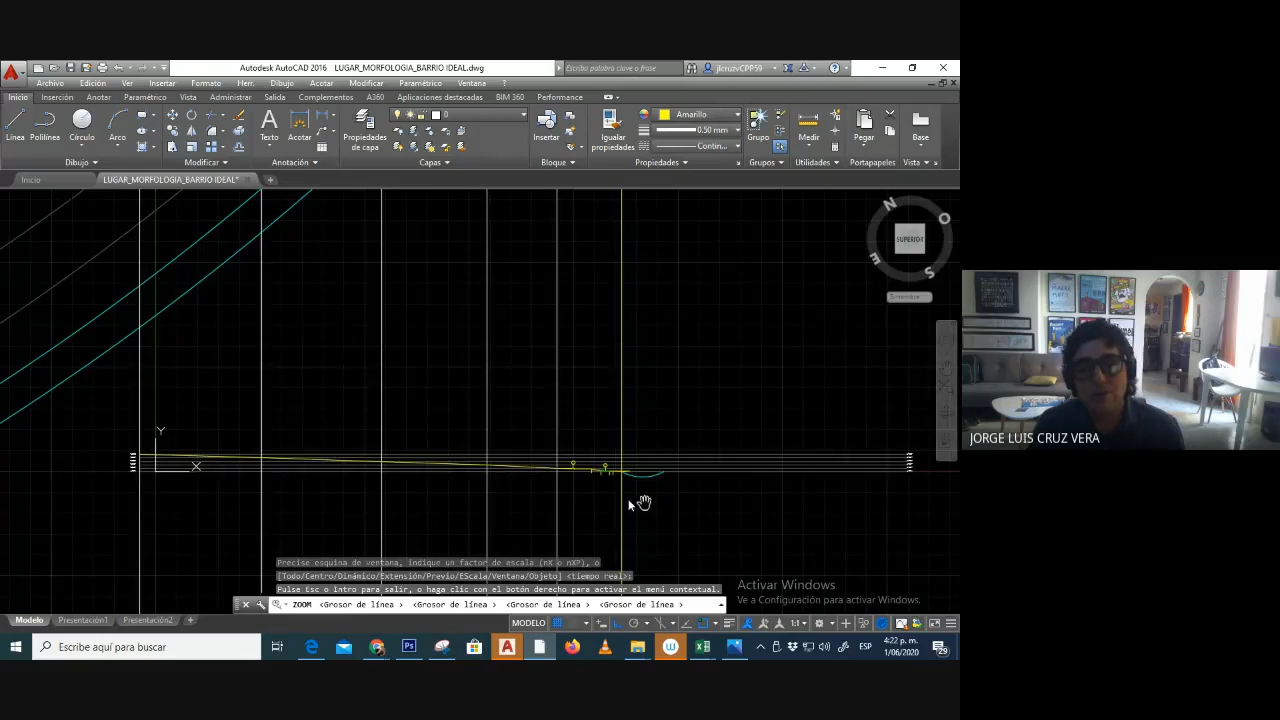 Autodesk AutoCAD 2016 LUGAR_MORFOLOGIA_BARRIO IDEAL.dwg
Escriba palabra clave o frase
jlcruzvCPP59
Archivo Edición Ver Insertar Formato Herr. Dibujo Acotar Modificar Paramétrico Ventana ?
Inicio Inserción Anotar Paramétrico Vista Administrar Salida Complementos A360 Aplicaciones destacadas BIM 360 Performance
0
Amarillo
0.50 mm
Contin...
Línea Polilínea Círculo Arco
Texto Acotar
Propiedades de capa
Insertar
Igualar propiedades
Grupo
Medir
Pegar
Base
Dibujo Modificar Anotación Capas Bloque Propiedades Grupos Utilidades Portapapeles Vista
Inicio LUGAR_MORFOLOGIA_BARRIO IDEAL*
N
O
SUPERIOR
E
S
Y
X
JORGE LUIS CRUZ VERA
Precise esquina de ventana, indique un factor de escala (nX o nXP), o
[Todo/Centro/Dinámico/Extensión/Previo/EScala/Ventana/Objeto] <tiempo real>:
Pulse Esc o Intro para salir, o haga clic con el botón derecho para activar el menú contextual.
ZOOM <Grosor de línea > <Grosor de línea > <Grosor de línea > <Grosor de línea >
Activar Windows
Ve a Configuración para activar Windows.
Modelo Presentación1 Presentación2
MODELO
1:1
Escribe aquí para buscar
ESP
4:22 p. m.
1/06/2020
29